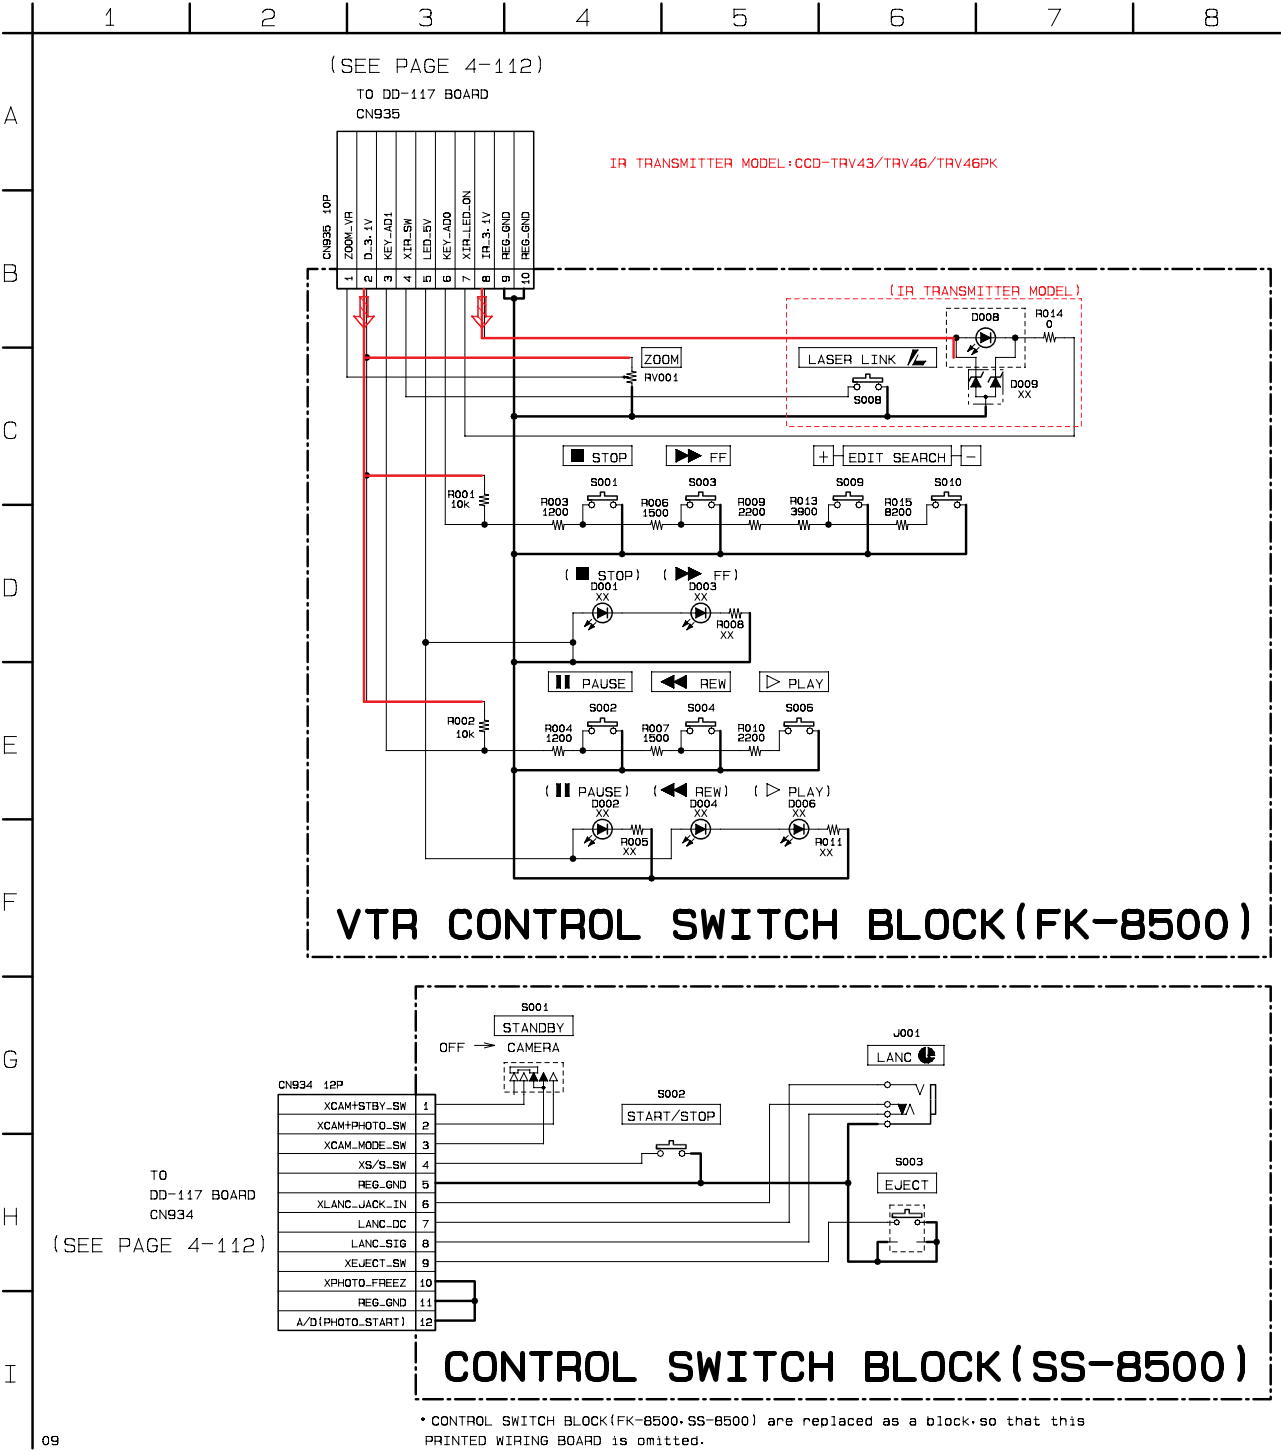 1 2 3 4 5 6 7 8
(SEE PAGE 4-112)
TO DD-117 BOARD
CN935
A
IR TRANSMITTER MODEL:CCD-TRV43/TRV46/TRV46PK
CN935 10P
ZOOM_VR
D_3.1V
KEY_AD1
XIR_SW
LED_5V
KEY_AD0
XIR_LED_ON
IR_3.1V
REG_GND
REG_GND
1 2 3 4 5 6 7 8 9 10
B
(IR TRANSMITTER MODEL)
D008
R014
0
ZOOM
RV001
LASER LINK
S008
D009
XX
C
STOP
FF
+ EDIT SEARCH -
R001
10k
R003
1200
S001
R006
1500
S003
R009
2200
R013
3900
S009
R015
8200
S010
D
( STOP)
( FF)
D001
XX
D003
XX
R008
XX
PAUSE
REW
PLAY
E
R002
10k
R004
1200
S002
R007
1500
S004
R010
2200
S006
( PAUSE)
( REW)
( PLAY)
D002
XX
D004
XX
D006
XX
R005
XX
R011
XX
F
VTR CONTROL SWITCH BLOCK(FK-8500)
G
S001
STANDBY
OFF → CAMERA
J001
LANC
CN934 12P
S002
START/STOP
XCAM+STBY_SW 1
XCAM+PHOTO_SW 2
XCAM_MODE_SW 3
XS/S_SW 4
REG_GND 5
XLANC_JACK_IN 6
LANC_DC 7
LANC_SIG 8
XEJECT_SW 9
XPHOTO_FREEZ 10
REG_GND 11
A/D(PHOTO_START) 12
S003
EJECT
TO
DD-117 BOARD
CN934
H
(SEE PAGE 4-112)
I
CONTROL SWITCH BLOCK(SS-8500)
* CONTROL SWITCH BLOCK(FK-8500.SS-8500) are replaced as a block.so that this
PRINTED WIRING BOARD is omitted.
09